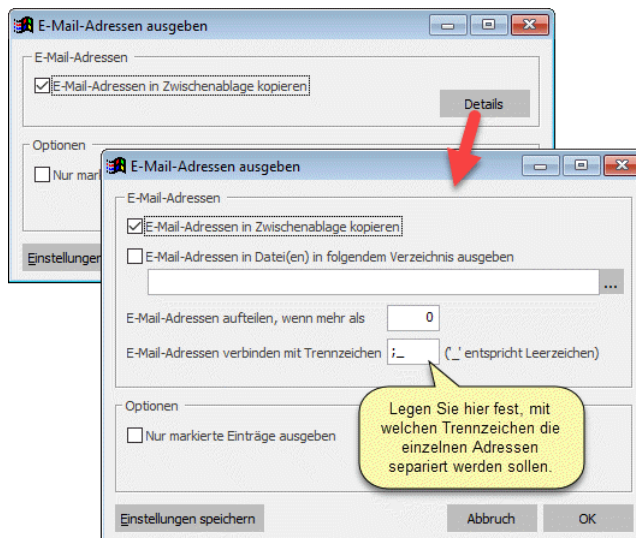 E-Mail-Adressen ausgeben
E-Mail-Adressen
E-Mail-Adressen in Zwischenablage kopieren
Details
Optionen
Nur
Einstellungen
E-Mail-Adressen ausgeben
E-Mail-Adressen
E-Mail-Adressen in Zwischenablage kopieren
E-Mail-Adressen in Datei(en) in folgendem Verzeichnis ausgeben
...
E-Mail-Adressen aufteilen, wenn mehr als 0
E-Mail-Adressen verbinden mit Trennzeichen ;_ ('_' entspricht Leerzeichen)
Legen Sie hier fest, mit
welchen Trennzeichen die
einzelnen Adressen
separiert werden sollen.
Optionen
Nur markierte Einträge ausgeben
Einstellungen speichern
Abbruch
OK